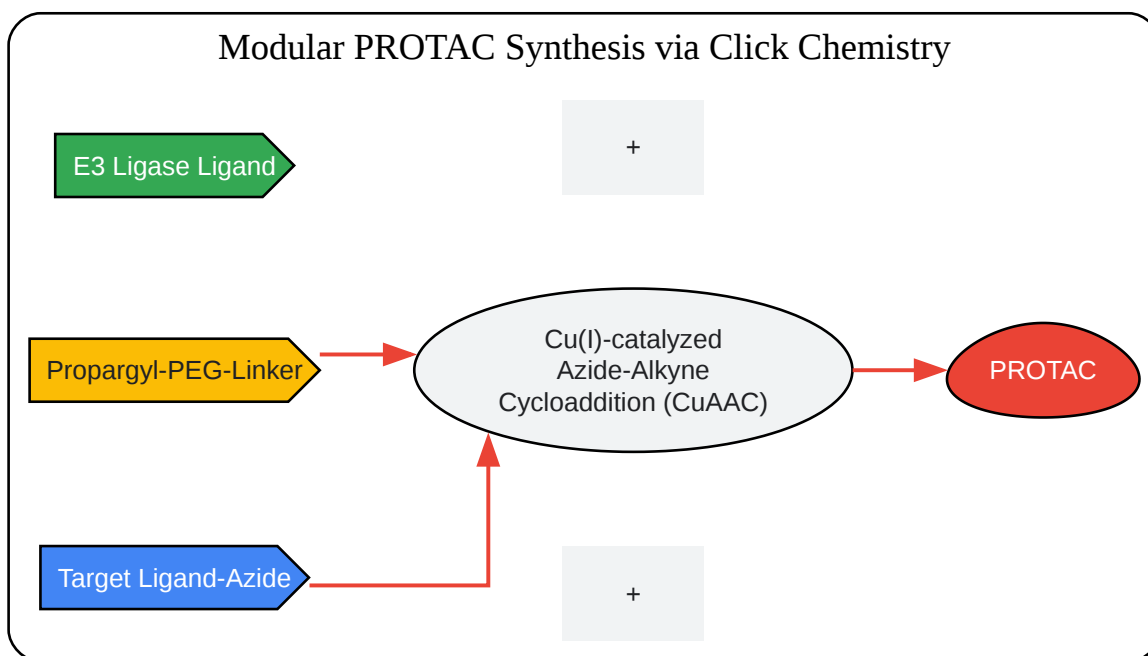 Modular PROTAC Synthesis via Click Chemistry
E3 Ligase Ligand
+
Propargyl-PEG-Linker
Cu(I)-catalyzed
Azide-Alkyne
Cycloaddition (CuAAC)
PROTAC
Target Ligand-Azide
+